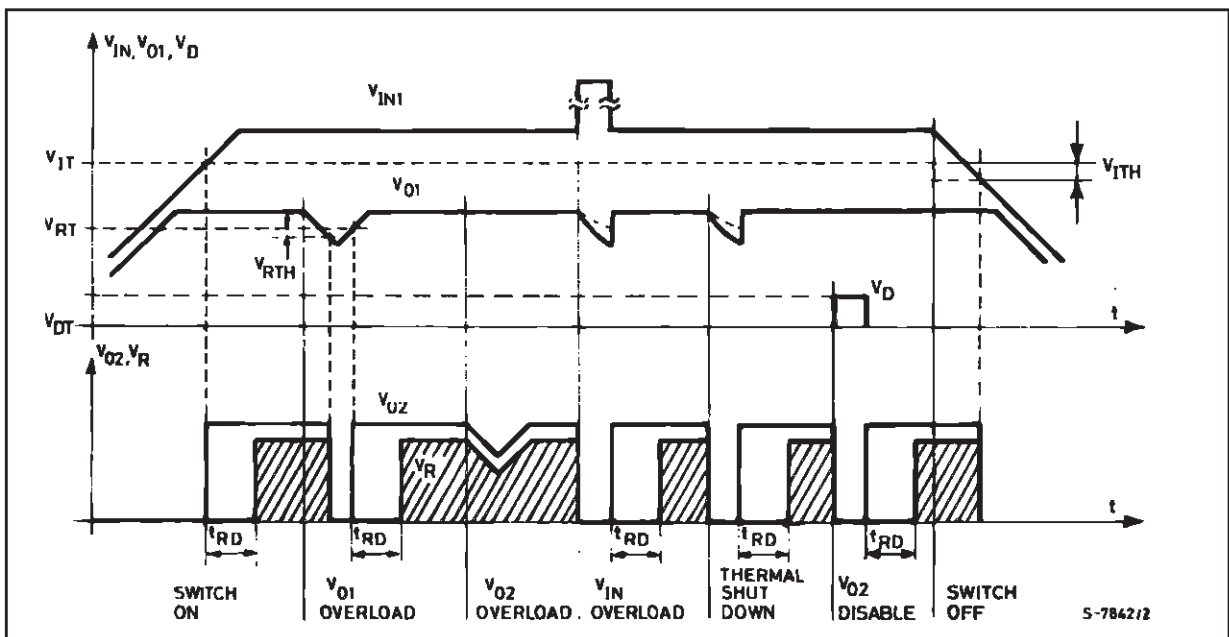 V_IN, V_O1, V_D
V_IN1
V_IT
V_ITH
V_O1
V_RT
V_RTH
V_D
V_DT
t
V_O2, V_R
V_O2
V_R
t
t_RD
t_RD
t_RD
t_RD
t_RD
SWITCH ON
V_O1 OVERLOAD
V_O2 OVERLOAD
V_IN OVERLOAD
THERMAL SHUT DOWN
V_O2 DISABLE
SWITCH OFF
S-7842/2